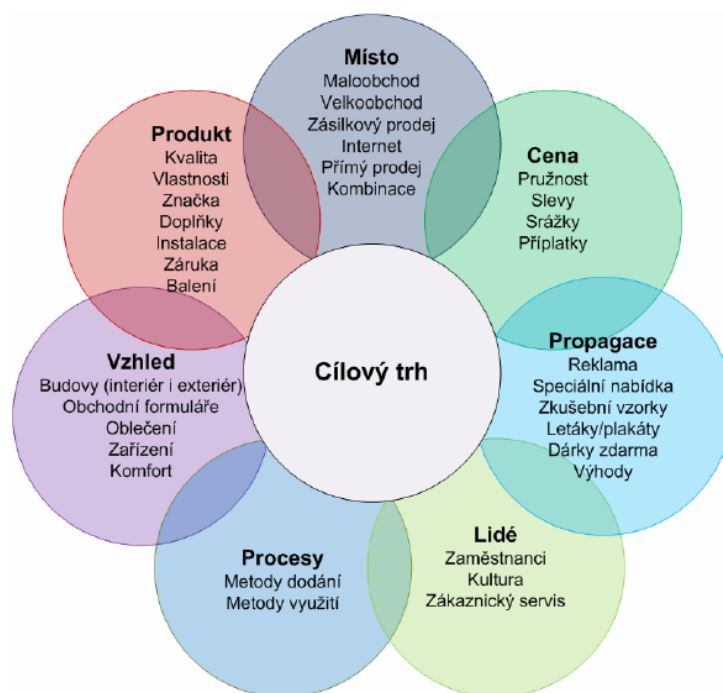 Místo
Maloobchod
Velkoobchod
Zásilkový prodej
Internet
Přímý prodej
Kombinace
Produkt
Kvalita
Vlastnosti
Značka
Doplňky
Instalace
Záruka
Balení
Cena
Pružnost
Slevy
Srážky
Příplatky
Cílový trh
Vzhled
Budovy (interiér i exteriér)
Obchodní formuláře
Oblečení
Zařízení
Komfort
Propagace
Reklama
Speciální nabídka
Zkušební vzorky
Letáky/plakáty
Dárky zdarma
Výhody
Procesy
Metody dodání
Metody využití
Lidé
Zaměstnanci
Kultura
Zákaznický servis